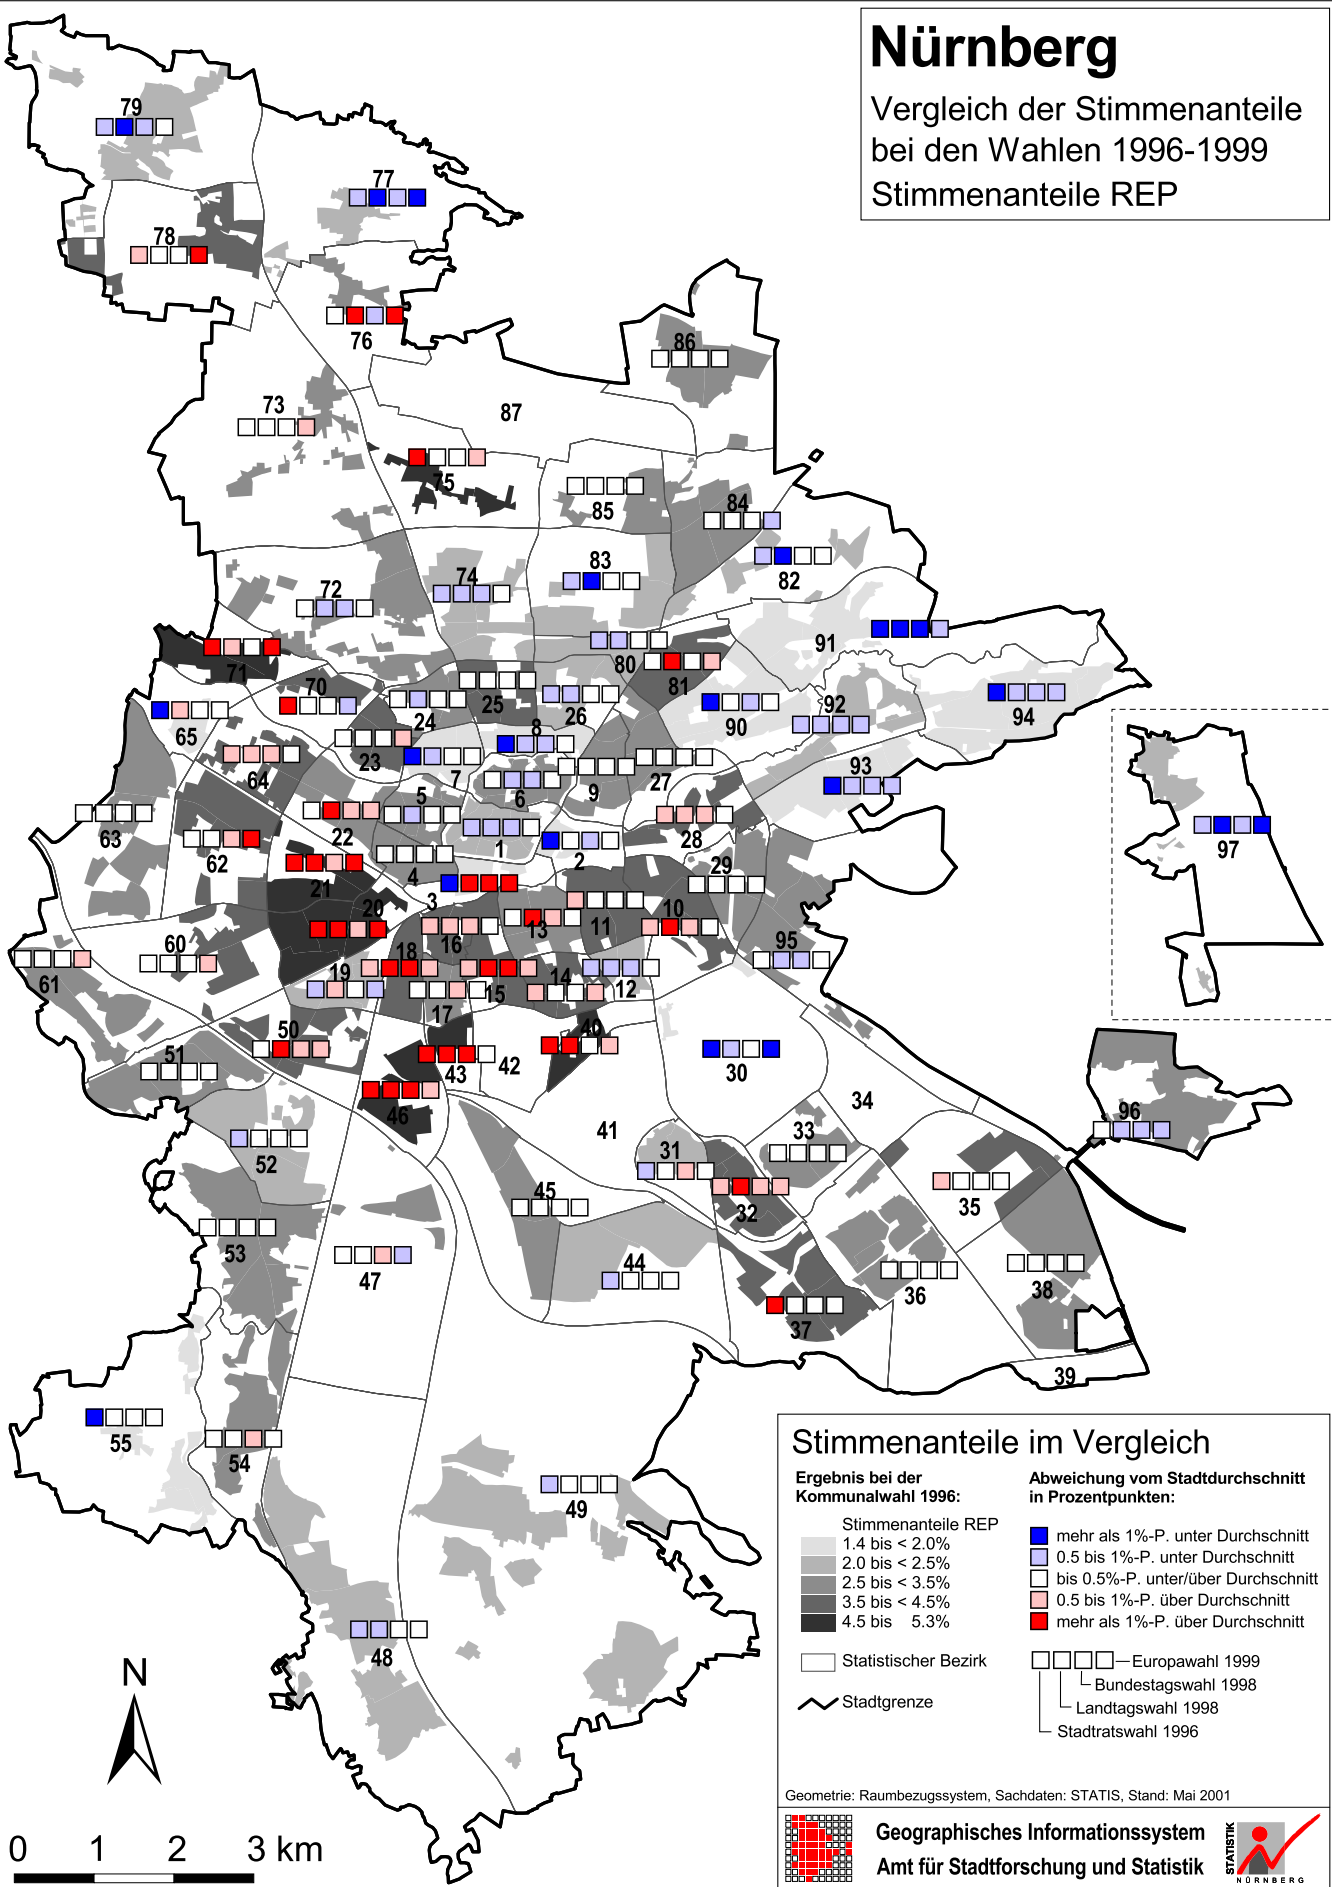 Nürnberg
Vergleich der Stimmenanteile
bei den Wahlen 1996-1999
Stimmenanteile REP
79
77
78
76
86
73
87
75
85
84
83
82
74
72
91
80
71
81
70
25
26
94
92
24
90
65
8
23
64
7
27
93
6
9
5
22
28
63
97
62
1
2
29
4
21
3
20
10
13
11
16
60
95
18
19
61
14
12
15
17
50
40
51
42
43
30
34
46
96
41
33
52
31
35
45
32
53
44
47
38
36
37
39
55
54
49
48
Stimmenanteile im Vergleich
Ergebnis bei der
Kommunalwahl 1996:
Stimmenanteile REP
1.4 bis < 2.0%
2.0 bis < 2.5%
2.5 bis < 3.5%
3.5 bis < 4.5%
4.5 bis 5.3%
Statistischer Bezirk
Stadtgrenze
Abweichung vom Stadtdurchschnitt
in Prozentpunkten:
mehr als 1%-P. unter Durchschnitt
0.5 bis 1%-P. unter Durchschnitt
bis 0.5%-P. unter/über Durchschnitt
0.5 bis 1%-P. über Durchschnitt
mehr als 1%-P. über Durchschnitt
Europawahl 1999
Bundestagswahl 1998
Landtagswahl 1998
Stadtratswahl 1996
Geometrie: Raumbezugssystem, Sachdaten: STATIS, Stand: Mai 2001
Geographisches Informationssystem
Amt für Stadtforschung und Statistik
STATISTIK
NÜRNBERG
N
0 1 2 3 km